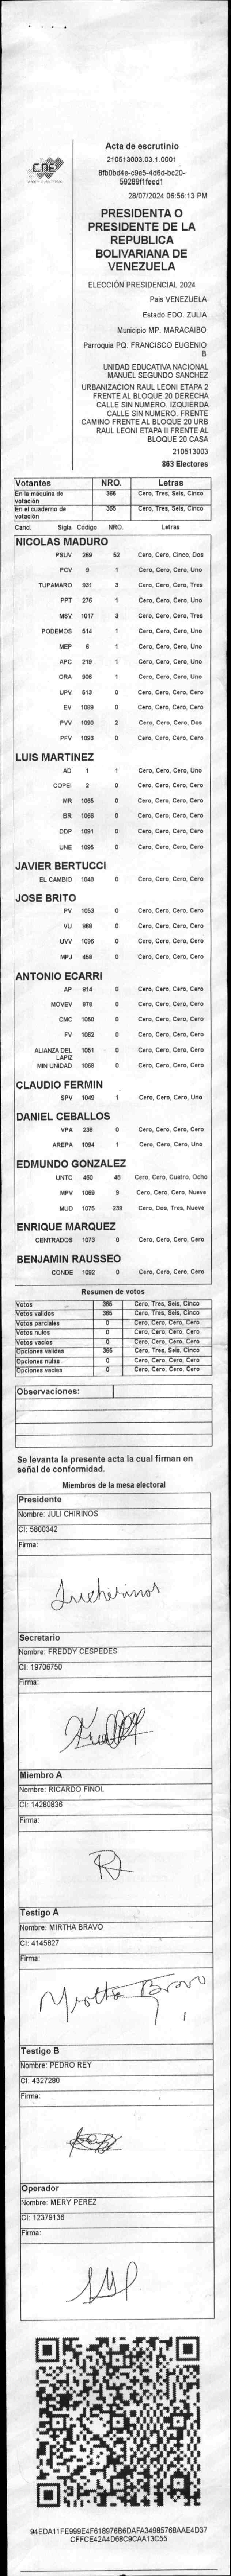 CNE
Acta de escrutinio
210513003.03.1.0001
8fb0bd4e-c9e5-4d6d-bc20-
59289f1feed1
28/07/2024 06:56:13 PM
PRESIDENTA O
PRESIDENTE DE LA
REPUBLICA
BOLIVARIANA DE
VENEZUELA
ELECCIÓN PRESIDENCIAL 2024
Pais VENEZUELA
Estado EDO. ZULIA
Municipio MP. MARACAIBO
Parroquia PQ. FRANCISCO EUGENIO
B
UNIDAD EDUCATIVA NACIONAL
MANUEL SEGUNDO SANCHEZ
URBANIZACION RAUL LEONI ETAPA 2
FRENTE AL BLOQUE 20 DERECHA
CALLE SIN NUMERO. IZQUIERDA
CALLE SIN NUMERO. FRENTE
CAMINO FRENTE AL BLOQUE 20 URB
RAUL LEONI ETAPA II FRENTE AL
BLOQUE 20 CASA
210513003
863 Electores
Votantes NRO. Letras
En la máquina de votación 365 Cero, Tres, Seis, Cinco
En el cuaderno de votación 365 Cero, Tres, Seis, Cinco
Cand. Sigla Código NRO. Letras
NICOLAS MADURO
PSUV 269 52 Cero, Cero, Cinco, Dos
PCV 9 1 Cero, Cero, Cero, Uno
TUPAMARO 931 3 Cero, Cero, Cero, Tres
PPT 276 1 Cero, Cero, Cero, Uno
MSV 1017 3 Cero, Cero, Cero, Tres
PODEMOS 514 1 Cero, Cero, Cero, Uno
MEP 6 1 Cero, Cero, Cero, Uno
APC 219 1 Cero, Cero, Cero, Uno
ORA 906 1 Cero, Cero, Cero, Uno
UPV 513 0 Cero, Cero, Cero, Cero
EV 1089 0 Cero, Cero, Cero, Cero
PVV 1090 2 Cero, Cero, Cero, Dos
PFV 1093 0 Cero, Cero, Cero, Cero
LUIS MARTINEZ
AD 1 1 Cero, Cero, Cero, Uno
COPEI 2 0 Cero, Cero, Cero, Cero
MR 1065 0 Cero, Cero, Cero, Cero
BR 1066 0 Cero, Cero, Cero, Cero
DDP 1091 0 Cero, Cero, Cero, Cero
UNE 1095 0 Cero, Cero, Cero, Cero
JAVIER BERTUCCI
EL CAMBIO 1048 0 Cero, Cero, Cero, Cero
JOSE BRITO
PV 1053 0 Cero, Cero, Cero, Cero
VU 868 0 Cero, Cero, Cero, Cero
UVV 1096 0 Cero, Cero, Cero, Cero
MPJ 458 0 Cero, Cero, Cero, Cero
ANTONIO ECARRI
AP 914 0 Cero, Cero, Cero, Cero
MOVEV 979 0 Cero, Cero, Cero, Cero
CMC 1050 0 Cero, Cero, Cero, Cero
FV 1062 0 Cero, Cero, Cero, Cero
ALIANZA DEL LAPIZ 1051 0 Cero, Cero, Cero, Cero
MIN UNIDAD 1068 0 Cero, Cero, Cero, Cero
CLAUDIO FERMIN
SPV 1049 1 Cero, Cero, Cero, Uno
DANIEL CEBALLOS
VPA 236 0 Cero, Cero, Cero, Cero
AREPA 1094 1 Cero, Cero, Cero, Uno
EDMUNDO GONZALEZ
UNTC 460 48 Cero, Cero, Cuatro, Ocho
MPV 1069 9 Cero, Cero, Cero, Nueve
MUD 1075 239 Cero, Dos, Tres, Nueve
ENRIQUE MARQUEZ
CENTRADOS 1073 0 Cero, Cero, Cero, Cero
BENJAMIN RAUSSEO
CONDE 1092 0 Cero, Cero, Cero, Cero
Resumen de votos
Votos 365 Cero, Tres, Seis, Cinco
Votos validos 365 Cero, Tres, Seis, Cinco
Votos parciales 0 Cero, Cero, Cero, Cero
Votos nulos 0 Cero, Cero, Cero, Cero
Votos vacios 0 Cero, Cero, Cero, Cero
Opciones válidas 365 Cero, Tres, Seis, Cinco
Opciones nulas 0 Cero, Cero, Cero, Cero
Opciones vacias 0 Cero, Cero, Cero, Cero
Observaciones:
Se levanta la presente acta la cual firman en
señal de conformidad.
Miembros de la mesa electoral
Presidente
Nombre: JULI CHIRINOS
CI: 5800342
Firma:
Secretario
Nombre: FREDDY CESPEDES
CI: 19706750
Firma:
Miembro A
Nombre: RICARDO FINOL
CI: 14280836
Firma:
Testigo A
Nombre: MIRTHA BRAVO
CI: 4145827
Firma:
Mirtha Bravo
Testigo B
Nombre: PEDRO REY
CI: 4327280
Firma:
Operador
Nombre: MERY PEREZ
CI: 12379136
Firma:
94EDA11FE999E4F618976B6DAFA34985768AAE4D37
CFFCE42A4D68C9CAA13C55